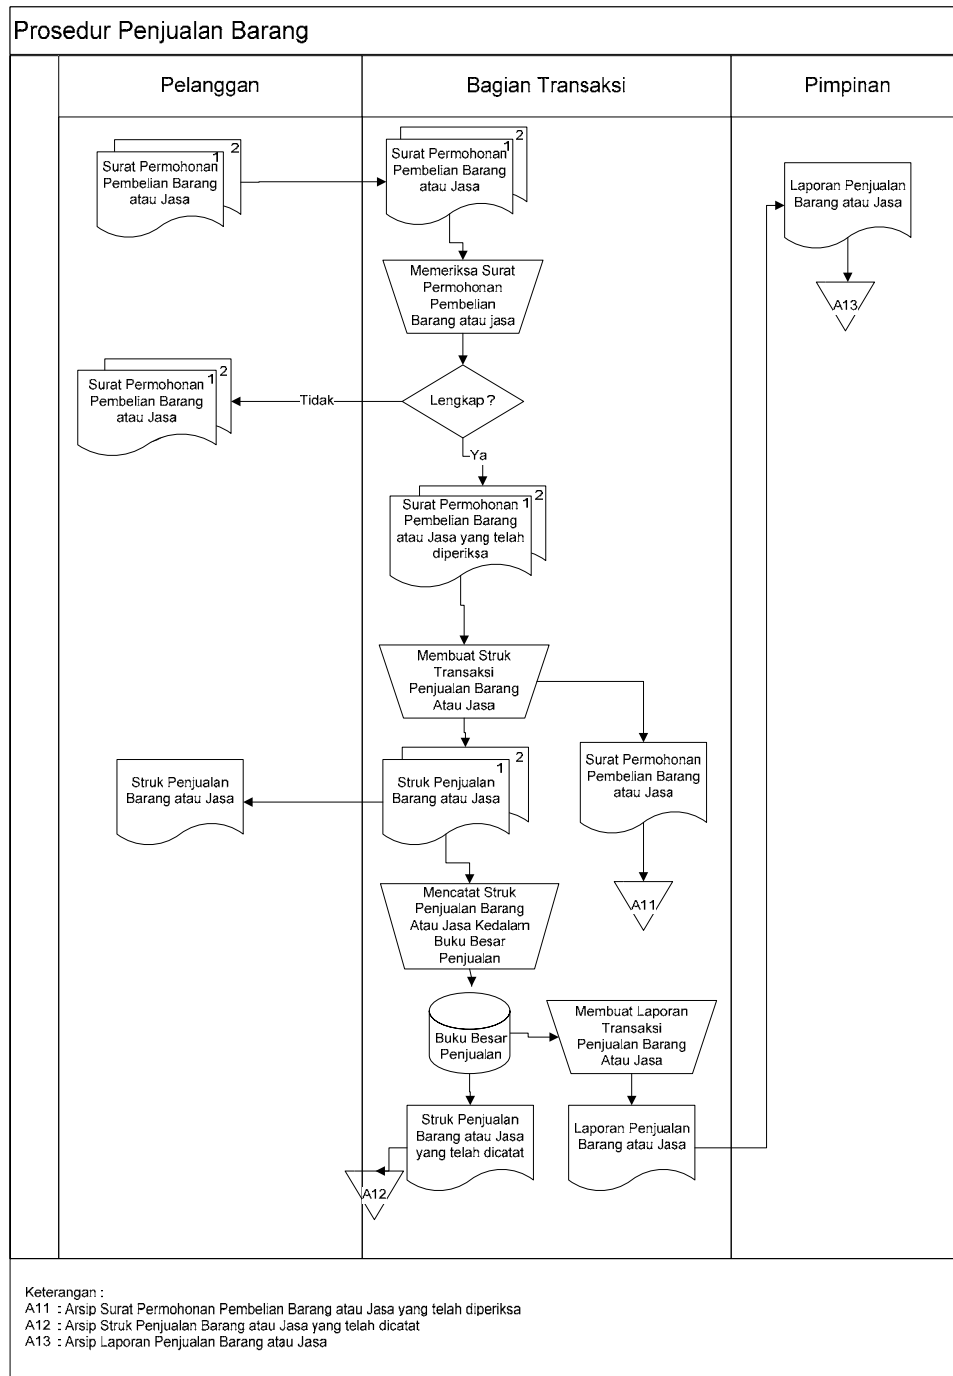 Prosedur Penjualan Barang
Pelanggan
Bagian Transaksi
Pimpinan
2
1
Surat Permohonan
Pembelian Barang
atau Jasa
2
1
Surat Permohonan
Pembelian Barang
atau Jasa
Laporan Penjualan
Barang atau Jasa
A13
Memeriksa Surat
Permohonan
Pembelian
Barang atau jasa
2
1
Surat Permohonan
Pembelian Barang
atau Jasa
Tidak
Lengkap ?
Ya
2
1
Surat Permohonan
Pembelian Barang
atau Jasa yang telah
diperiksa
Membuat Struk
Transaksi
Penjualan Barang
Atau Jasa
Struk Penjualan
Barang atau Jasa
2
1
Struk Penjualan
Barang atau Jasa
Surat Permohonan
Pembelian Barang
atau Jasa
A11
Mencatat Struk
Penjualan Barang
Atau Jasa Kedalam
Buku Besar
Penjualan
Buku Besar
Penjualan
Membuat Laporan
Transaksi
Penjualan Barang
Atau Jasa
Struk Penjualan
Barang atau Jasa
yang telah dicatat
Laporan Penjualan
Barang atau Jasa
A12
Keterangan :
A11 : Arsip Surat Permohonan Pembelian Barang atau Jasa yang telah diperiksa
A12 : Arsip Struk Penjualan Barang atau Jasa yang telah dicatat
A13 : Arsip Laporan Penjualan Barang atau Jasa